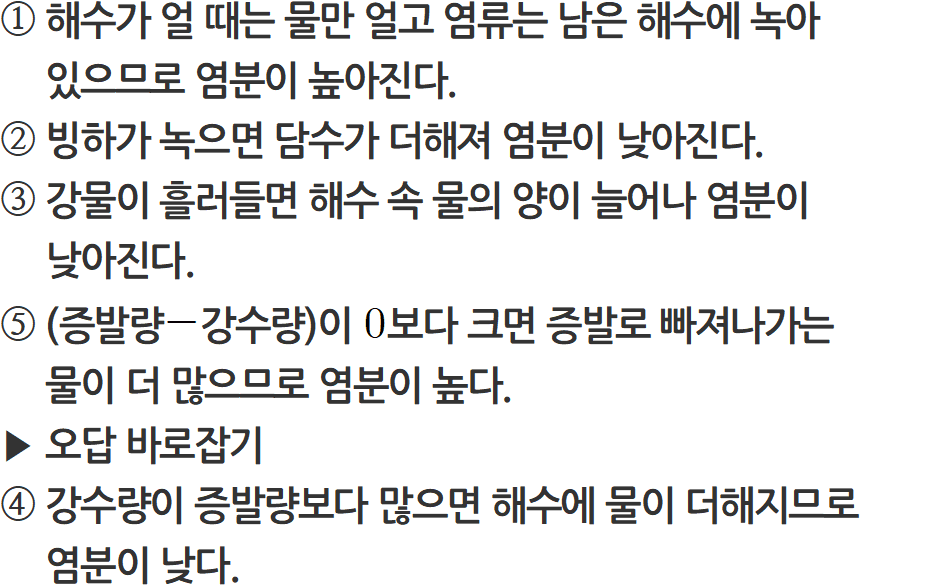 ① 해수가 얼 때는 물만 얼고 염류는 남은 해수에 녹아
있으므로 염분이 높아진다.
② 빙하가 녹으면 담수가 더해져 염분이 낮아진다.
③ 강물이 흘러들면 해수 속 물의 양이 늘어나 염분이
낮아진다.
⑤ (증발량-강수량)이 0보다 크면 증발로 빠져나가는
물이 더 많으므로 염분이 높다.
▶ 오답 바로잡기
④ 강수량이 증발량보다 많으면 해수에 물이 더해지므로
염분이 낮다.